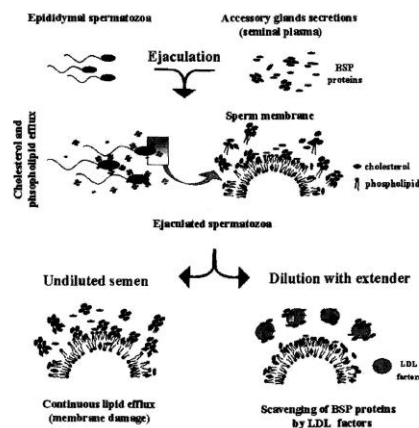 Epididymal spermatozoa
Accessory glands secretions
(seminal plasma)
Ejaculation
BSP
proteins
Cholesterol and
phsopholipid efflux
Sperm membrane
cholesterol
phospholipid
Ejaculated spermatozoa
Undiluted semen
Dilution with extender
LDL
factors
Continuous lipid efflux
(membrane damage)
Scavenging of BSP proteins
by LDL factors